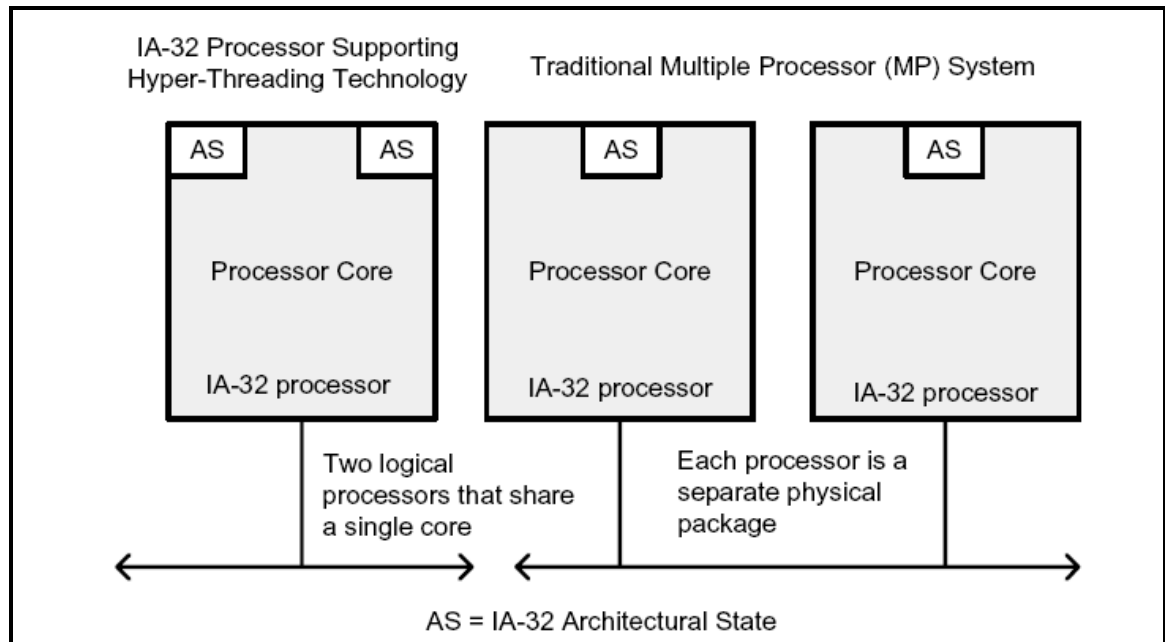 IA-32 Processor Supporting
Hyper-Threading Technology
Traditional Multiple Processor (MP) System
AS
AS
Processor Core
IA-32 processor
AS
Processor Core
IA-32 processor
AS
Processor Core
IA-32 processor
Two logical
processors that share
a single core
Each processor is a
separate physical
package
AS = IA-32 Architectural State